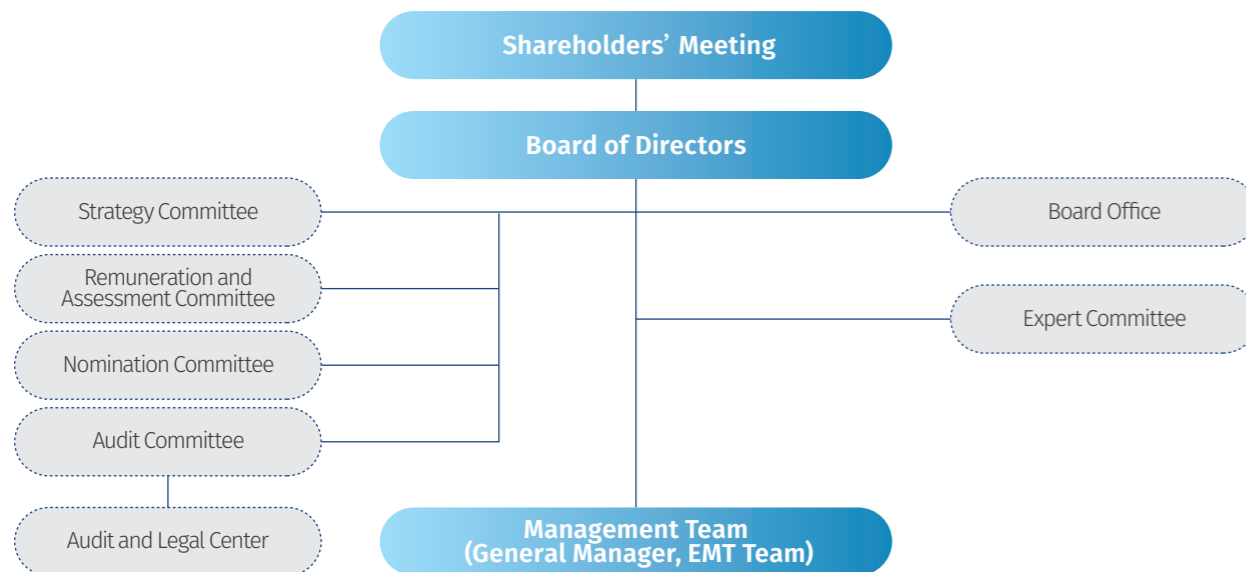 Shareholders’ Meeting
Board of Directors
Strategy Committee
Board Office
Remuneration and
Assessment Committee
Expert Committee
Nomination Committee
Audit Committee
Audit and Legal Center
Management Team
(General Manager, EMT Team)